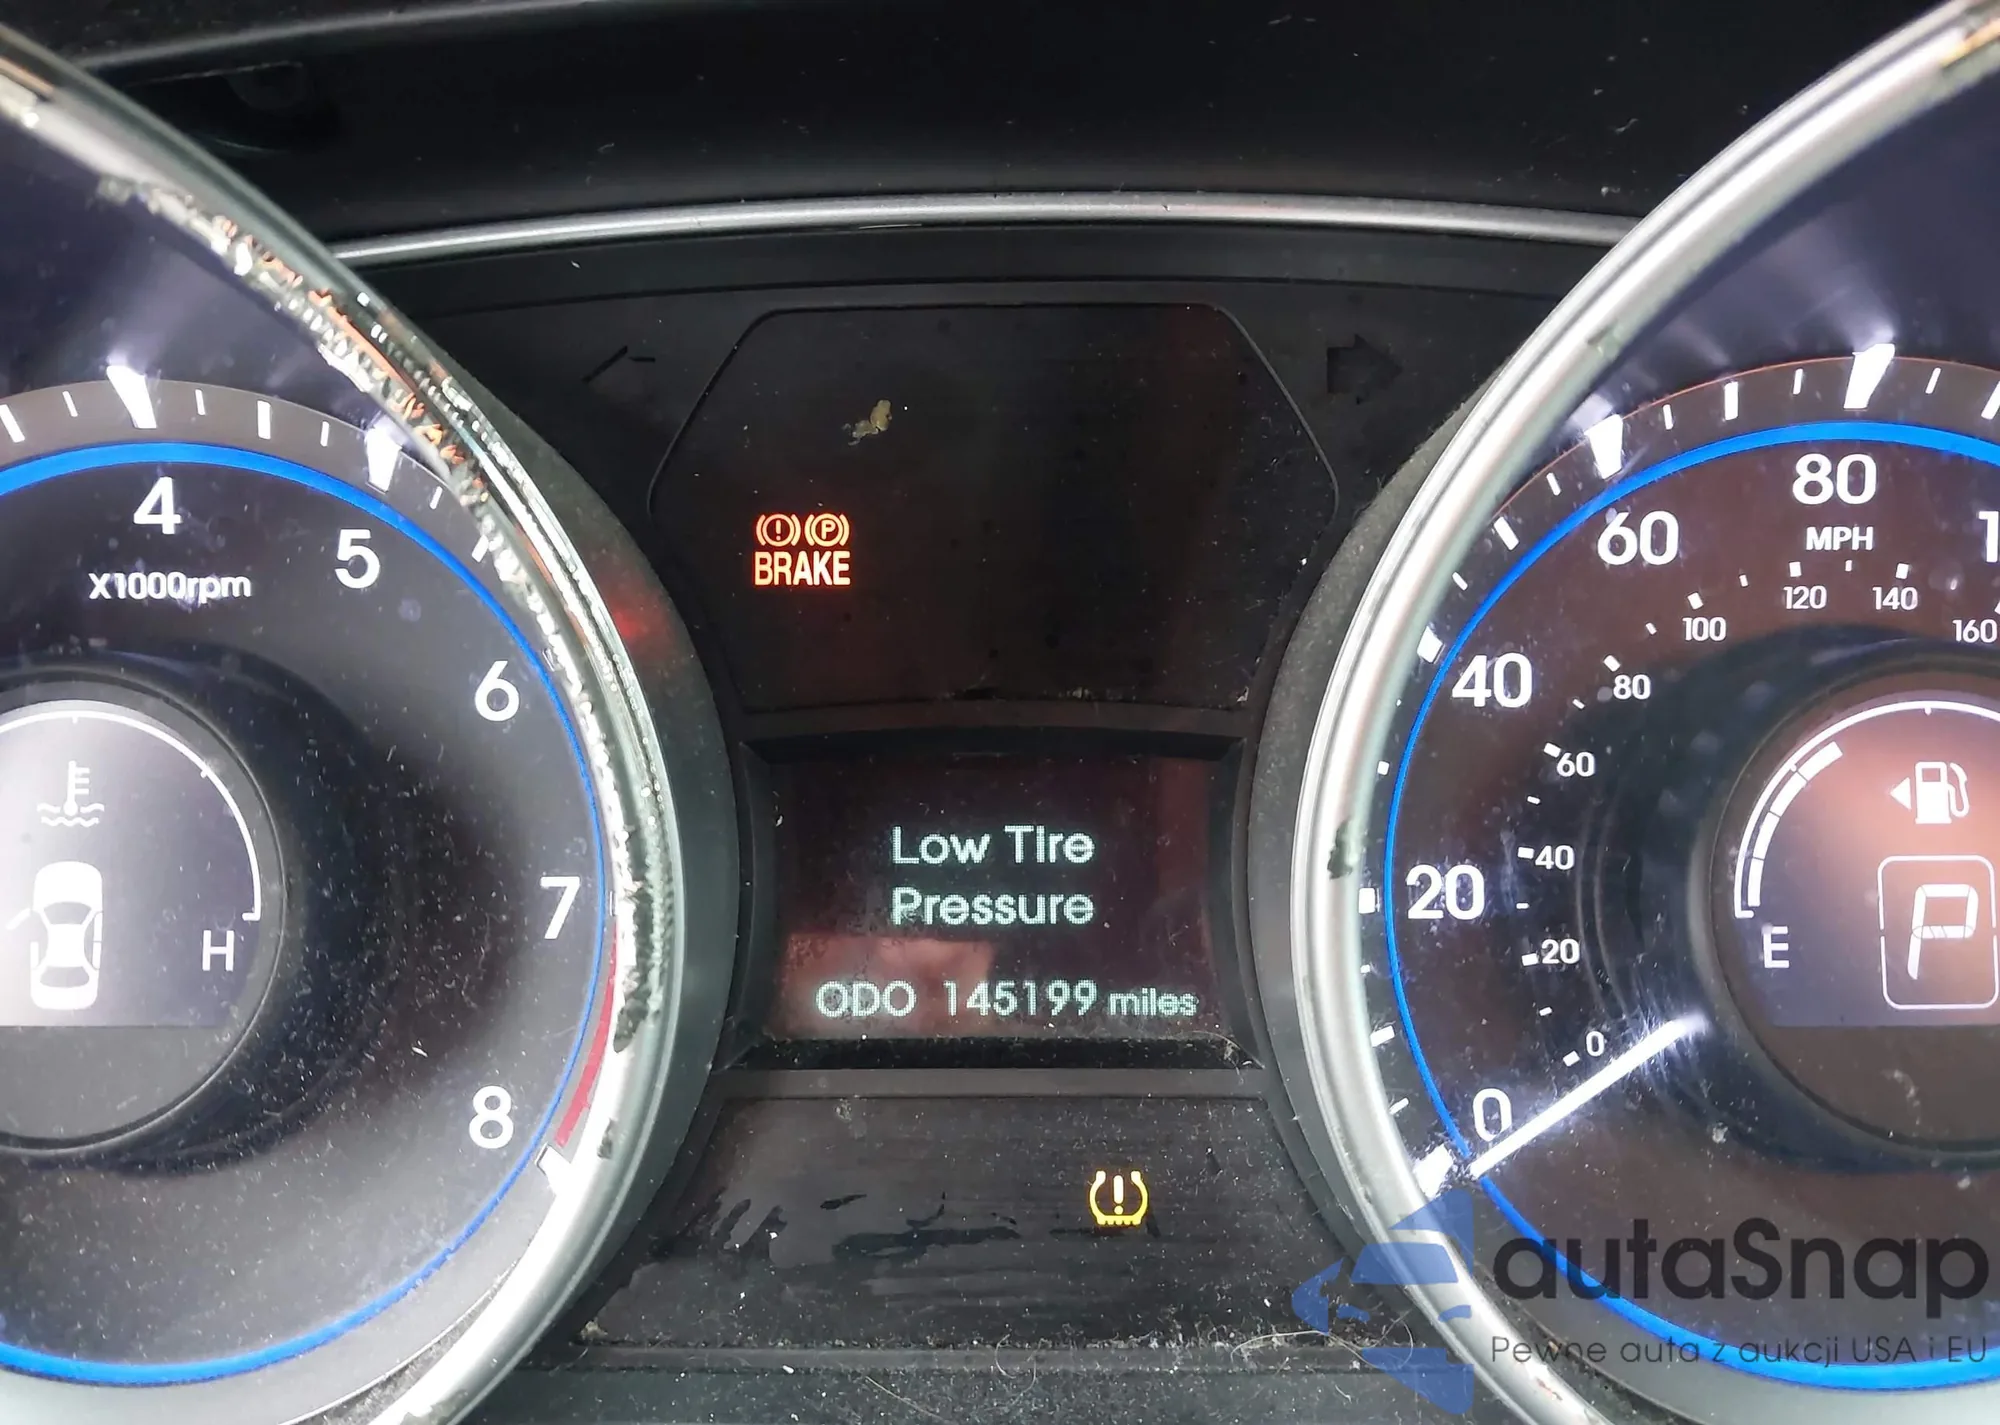 4
5
x1000rpm
6
7
8
H
BRAKE
Low Tire
Pressure
ODO 145199 miles
80
MPH
60
40
20
0
160
140
120
100
80
60
40
20
0
E
P
autaSnap
Pewne auta z aukcji USA i EU